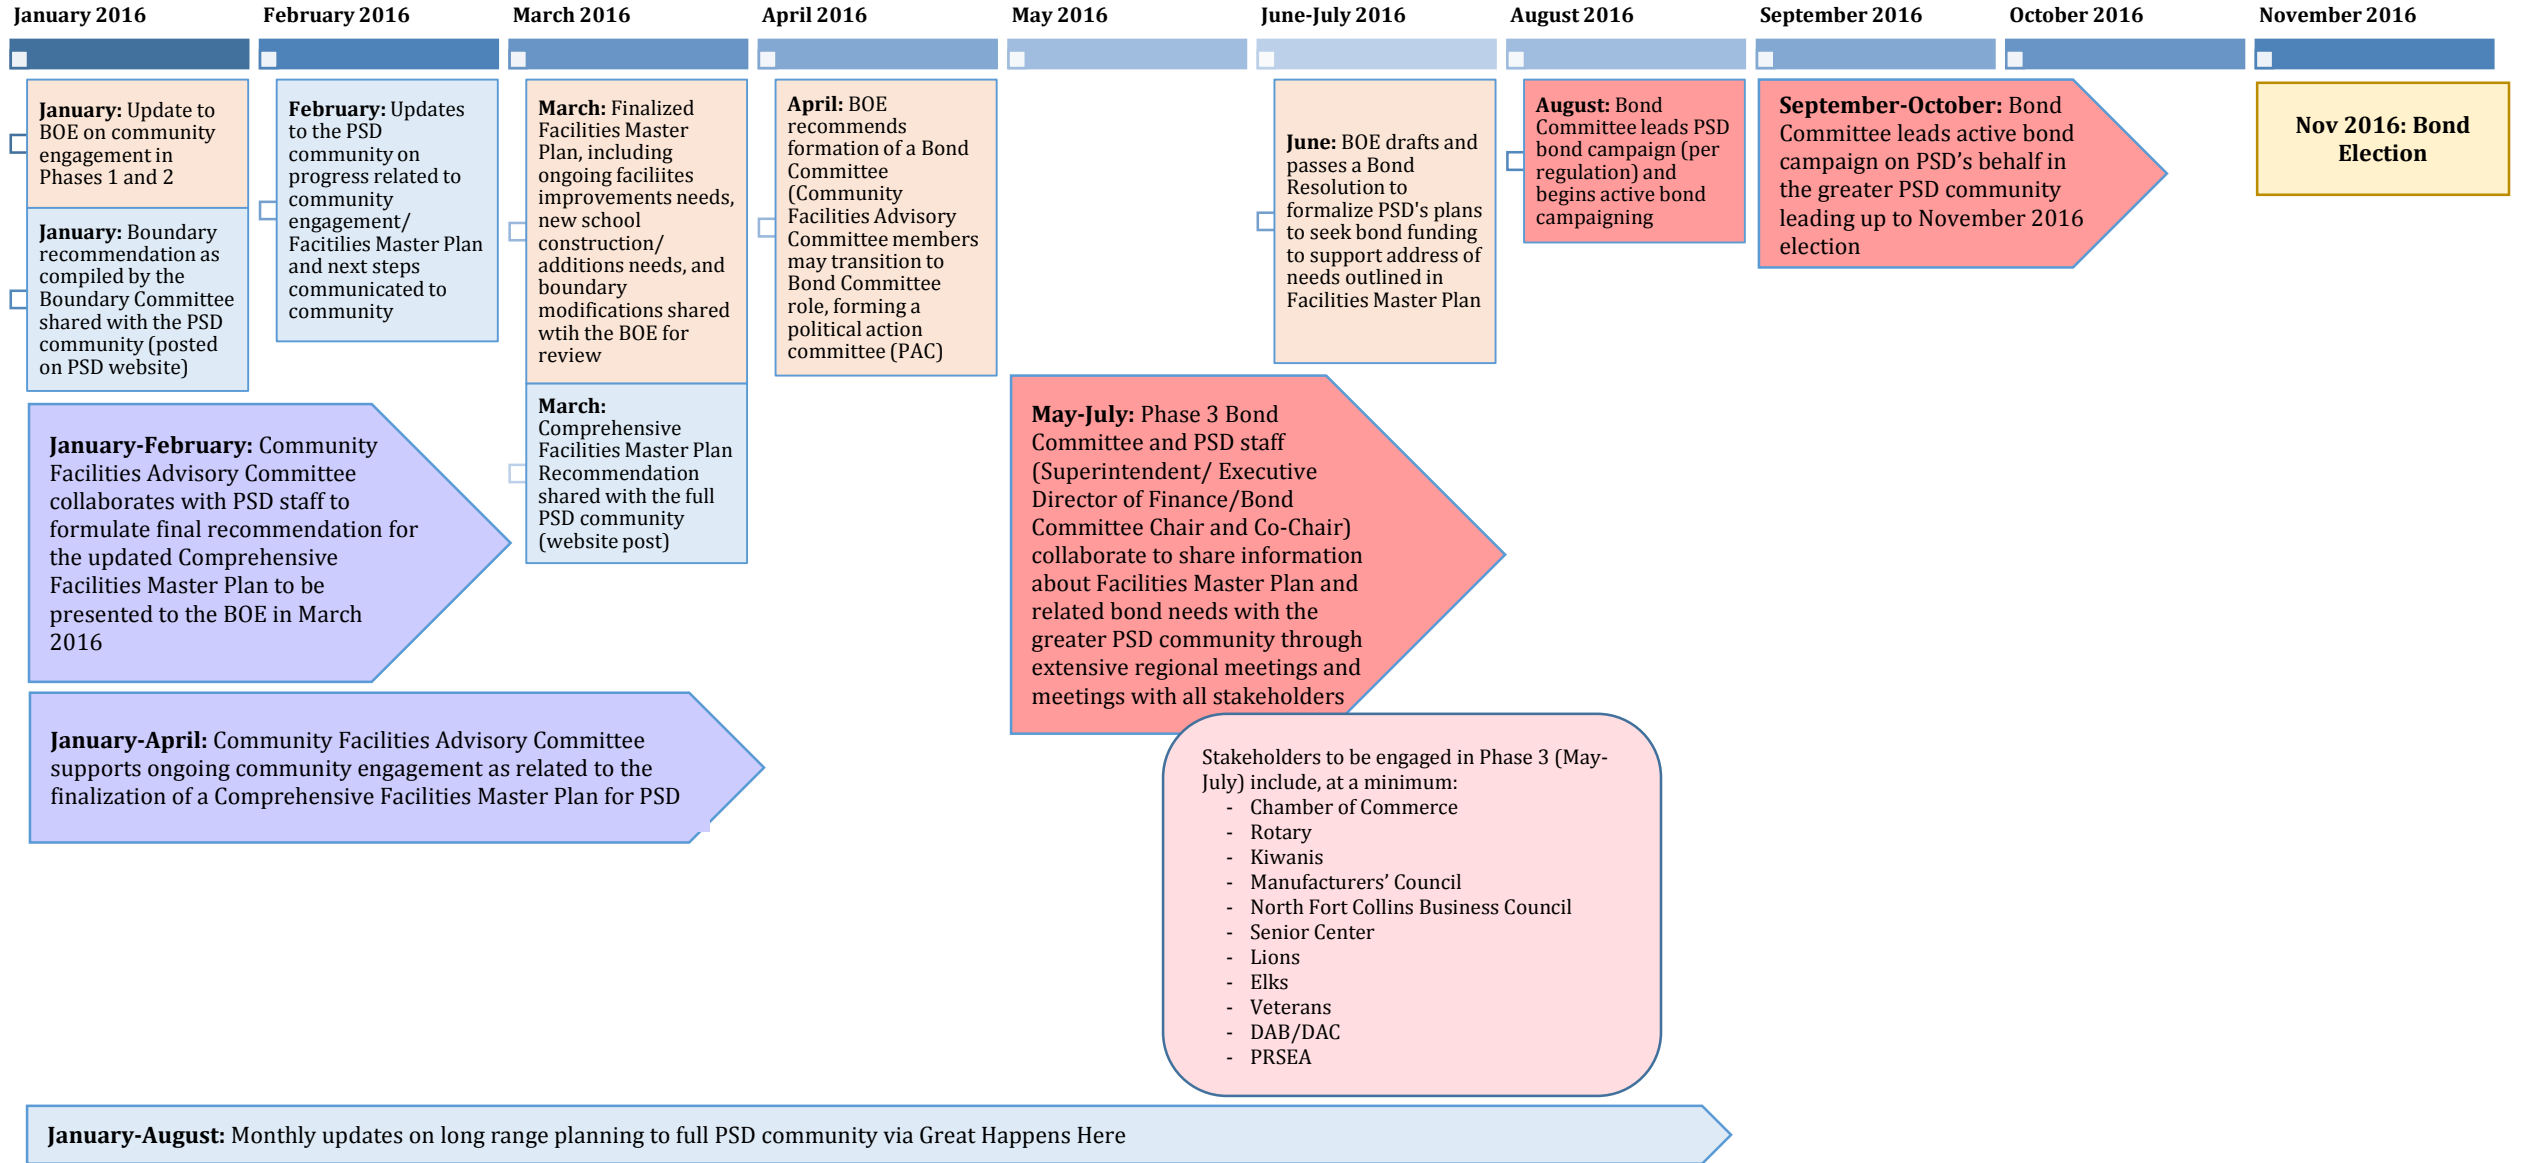 January 2016
February 2016
March 2016
April 2016
May 2016
June-July 2016
August 2016
September 2016
October 2016
November 2016
January: Update to
BOE on community
engagement in
Phases 1 and 2
January: Boundary
recommendation as
compiled by the
Boundary Committee
shared with the PSD
community (posted
on PSD website)
February: Updates
to the PSD
community on
progress related to
community
engagement/
Facitilies Master Plan
and next steps
communicated to
community
March: Finalized
Facilities Master
Plan, including
ongoing faciliites
improvements needs,
new school
construction/
additions needs, and
boundary
modifications shared
wtih the BOE for
review
March:
Comprehensive
Facilities Master Plan
Recommendation
shared with the full
PSD community
(website post)
April: BOE
recommends
formation of a Bond
Committee
(Community
Facilities Advisory
Committee members
may transition to
Bond Committee
role, forming a
political action
committee (PAC)
June: BOE drafts and
passes a Bond
Resolution to
formalize PSD's plans
to seek bond funding
to support address of
needs outlined in
Facilities Master Plan
August: Bond
Committee leads PSD
bond campaign (per
regulation) and
begins active bond
campaigning
September-October: Bond
Committee leads active bond
campaign on PSD’s behalf in
the greater PSD community
leading up to November 2016
election
Nov 2016: Bond
Election
January-February: Community
Facilities Advisory Committee
collaborates with PSD staff to
formulate final recommendation for
the updated Comprehensive
Facilities Master Plan to be
presented to the BOE in March
2016
May-July: Phase 3 Bond
Committee and PSD staff
(Superintendent/ Executive
Director of Finance/Bond
Committee Chair and Co-Chair)
collaborate to share information
about Facilities Master Plan and
related bond needs with the
greater PSD community through
extensive regional meetings and
meetings with all stakeholders
January-April: Community Facilities Advisory Committee
supports ongoing community engagement as related to the
finalization of a Comprehensive Facilities Master Plan for PSD
Stakeholders to be engaged in Phase 3 (May-
July) include, at a minimum:
- Chamber of Commerce
- Rotary
- Kiwanis
- Manufacturers’ Council
- North Fort Collins Business Council
- Senior Center
- Lions
- Elks
- Veterans
- DAB/DAC
- PRSEA
January-August: Monthly updates on long range planning to full PSD community via Great Happens Here